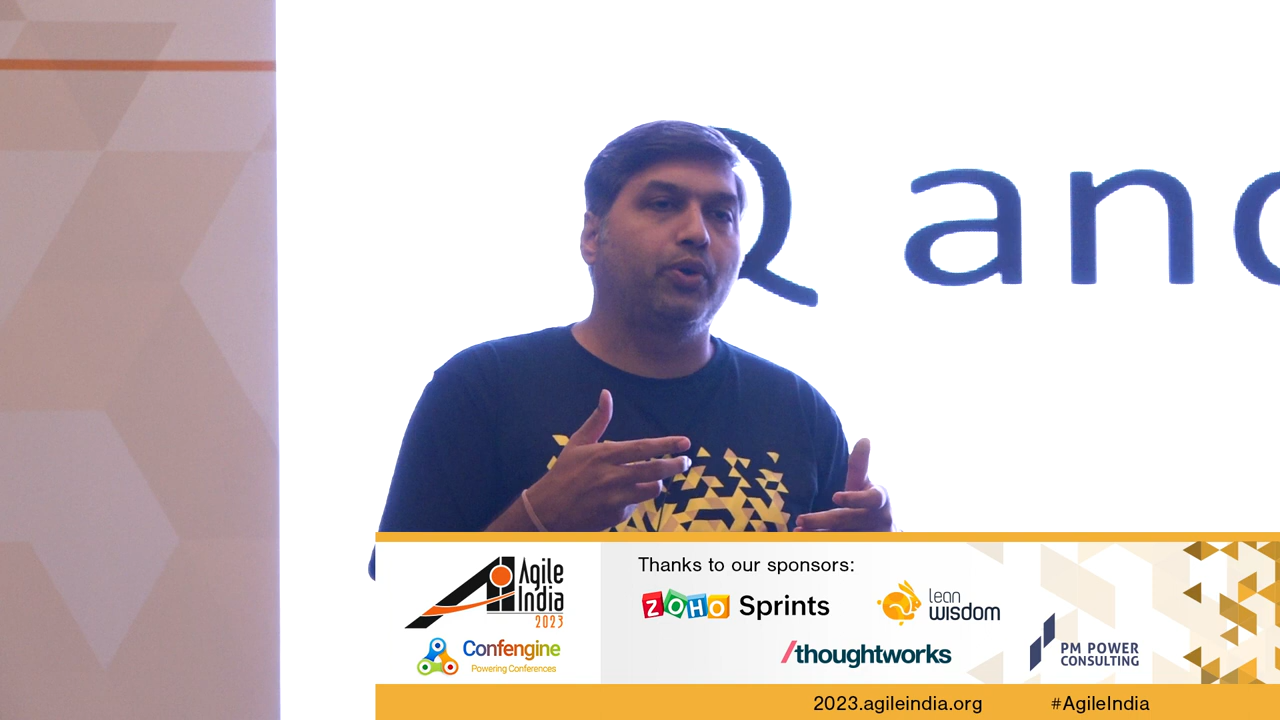 Q and
Agile
India
2023
Confengine
Powering Conferences
Thanks to our sponsors:
ZOHO Sprints
lean
wisdom
/thoughtworks
PM POWER
CONSULTING
2023.agileindia.org
#AgileIndia